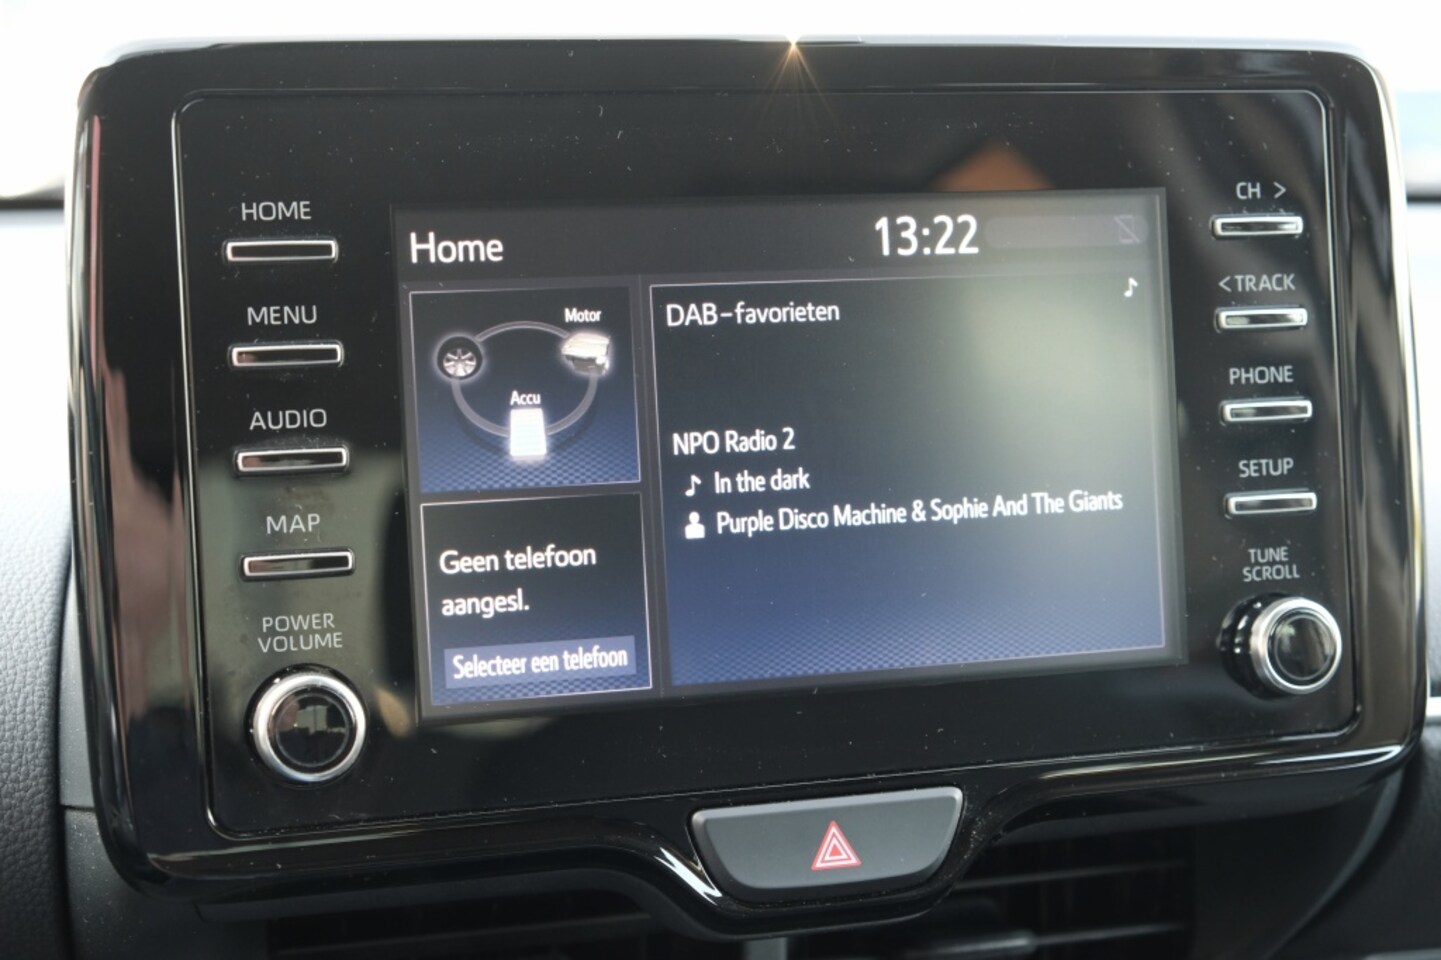 HOME
MENU
AUDIO
MAP
POWER
VOLUME
Home
13:22
Motor
Accu
Geen telefoon
aangesl.
Selecteer een telefoon
DAB-favorieten
NPO Radio 2
In the dark
Purple Disco Machine & Sophie And The Giants
CH >
< TRACK
PHONE
SETUP
TUNE
SCROLL